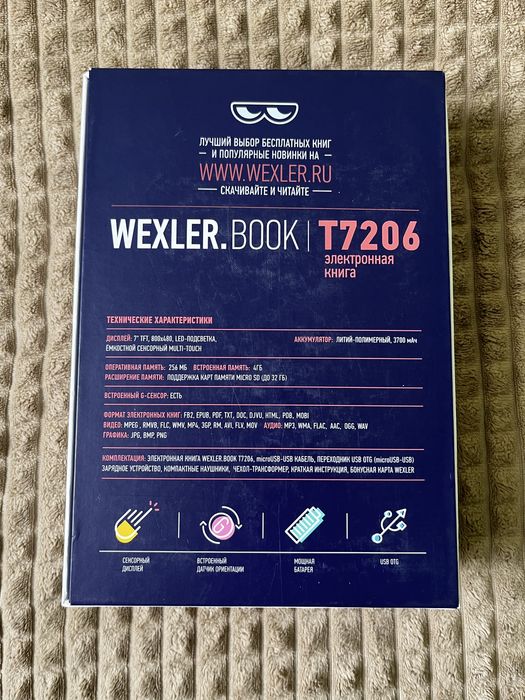 ЛУЧШИЙ ВЫБОР БЕСПЛАТНЫХ КНИГ
И ПОПУЛЯРНЫЕ НОВИНКИ НА
WWW.WEXLER.RU
СКАЧИВАЙТЕ И ЧИТАЙТЕ
WEXLER.BOOK | T7206
электронная
книга
ТЕХНИЧЕСКИЕ ХАРАКТЕРИСТИКИ
ДИСПЛЕЙ: 7" TFT, 800x480, LED-ПОДСВЕТКА,
ЕМКОСТНОЙ СЕНСОРНЫЙ MULTI-TOUCH
АККУМУЛЯТОР: ЛИТИЙ-ПОЛИМЕРНЫЙ, 3700 мАч
ОПЕРАТИВНАЯ ПАМЯТЬ: 256 МБ ВСТРОЕННАЯ ПАМЯТЬ: 4ГБ
РАСШИРЕНИЕ ПАМЯТИ: ПОДДЕРЖКА КАРТ ПАМЯТИ MICRO SD (ДО 32 ГБ)
ВСТРОЕННЫЙ G-СЕНСОР: ЕСТЬ
ФОРМАТ ЭЛЕКТРОННЫХ КНИГ: FB2, EPUB, PDF, TXT, DOC, DJVU, HTML, PDB, MOBI
ВИДЕО: MPEG , RMVB, FLC, WMV, MP4, 3GP, RM, AVI, FLV, MOV АУДИО: MP3, WMA, FLAC, AAC, OGG, WAV
ГРАФИКА: JPG, BMP, PNG
КОМПЛЕКТАЦИЯ: ЭЛЕКТРОННАЯ КНИГА WEXLER.BOOK T7206, microUSB-USB КАБЕЛЬ, ПЕРЕХОДНИК USB OTG (microUSB-USB)
ЗАРЯДНОЕ УСТРОЙСТВО, КОМПАКТНЫЕ НАУШНИКИ, ЧЕХОЛ-ТРАНСФОРМЕР, КРАТКАЯ ИНСТРУКЦИЯ, БОНУСНАЯ КАРТА WEXLER
G
СЕНСОРНЫЙ
ДИСПЛЕЙ
ВСТРОЕННЫЙ
ДАТЧИК ОРИЕНТАЦИИ
МОЩНАЯ
БАТАРЕЯ
USB OTG